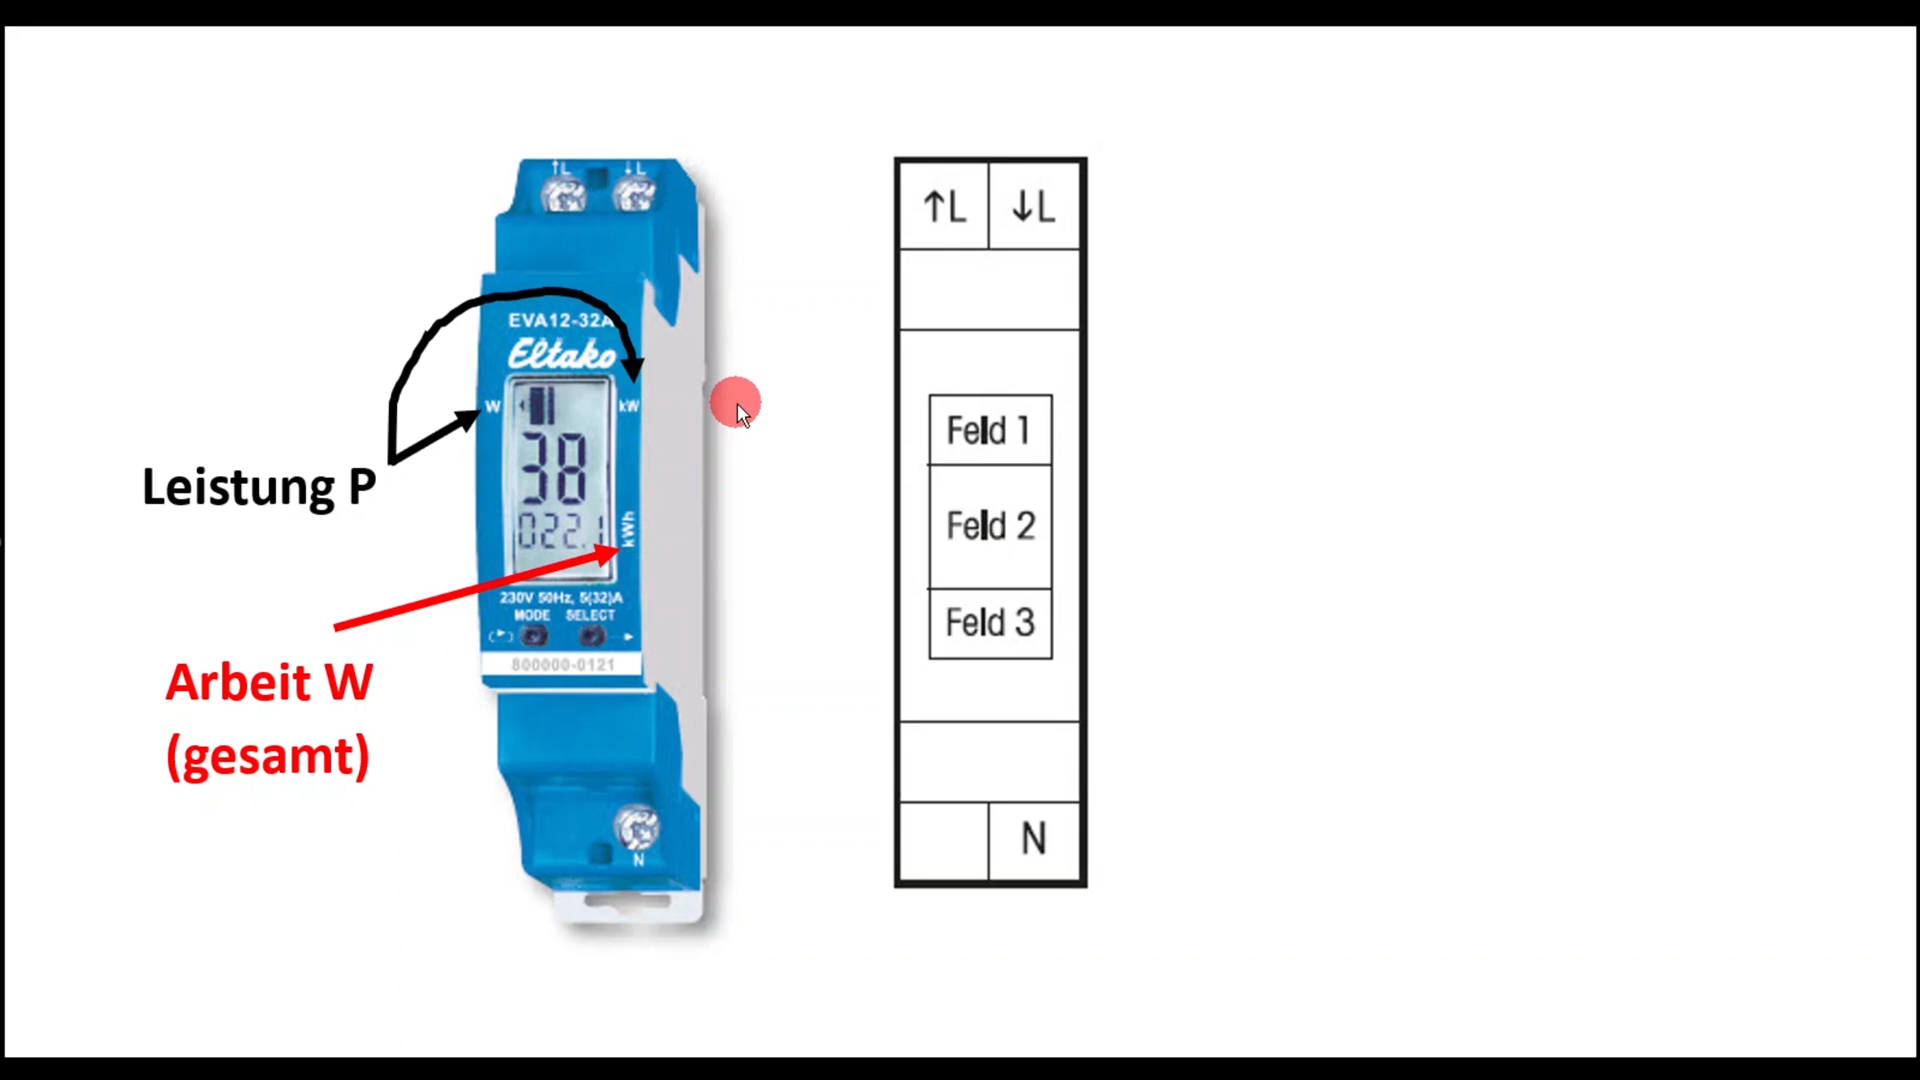 ↑L ↓L
EVA12-32A
Eltako
W kW
38
022.1
kWh
230V 50Hz, 5(32)A
MODE SELECT
800000-0121
N
Leistung P
Arbeit W
(gesamt)
↑L ↓L
Feld 1
Feld 2
Feld 3
N